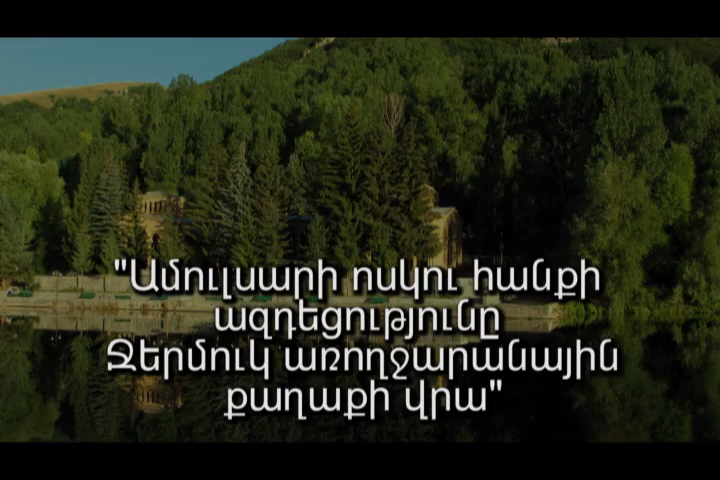 "Ամուլսարի ոսկու հանքի
ազդեցությունը
Ջերմուկ առողջարանային
քաղաքի վրա"